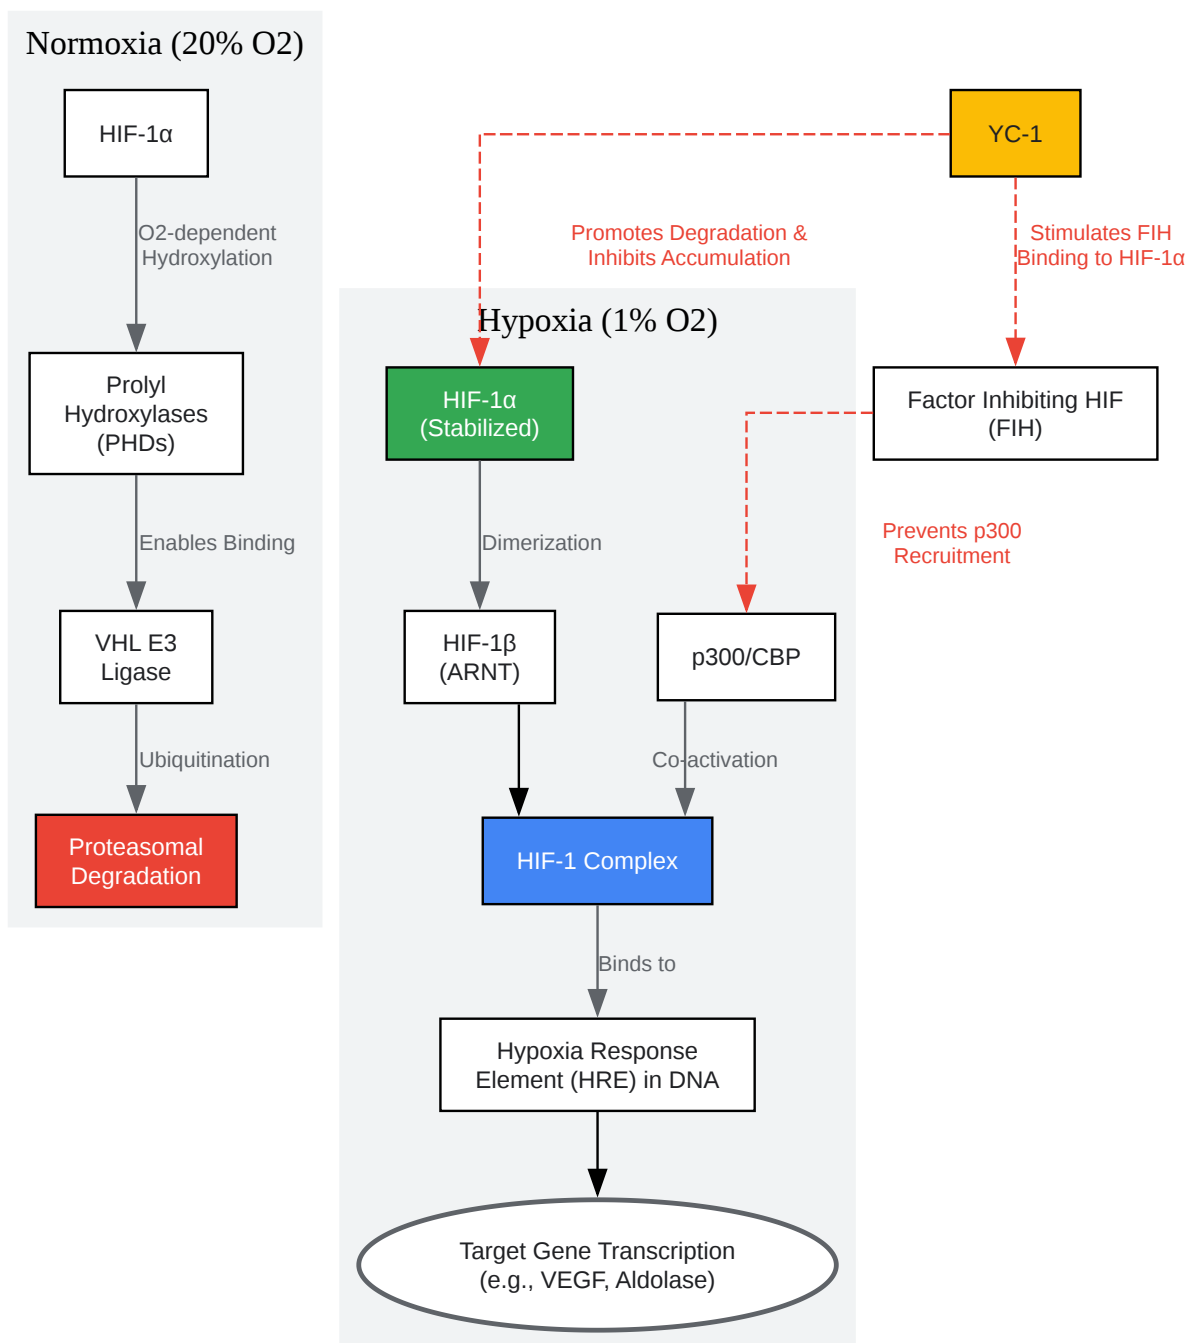 Normoxia (20% O2)
HIF-1α
O2-dependent
Hydroxylation
Prolyl
Hydroxylases
(PHDs)
Enables Binding
VHL E3
Ligase
Ubiquitination
Proteasomal
Degradation
YC-1
Promotes Degradation &
Inhibits Accumulation
Stimulates FIH
Binding to HIF-1α
Hypoxia (1% O2)
HIF-1α
(Stabilized)
Factor Inhibiting HIF
(FIH)
Dimerization
Prevents p300
Recruitment
HIF-1β
(ARNT)
p300/CBP
Co-activation
HIF-1 Complex
Binds to
Hypoxia Response
Element (HRE) in DNA
Target Gene Transcription
(e.g., VEGF, Aldolase)